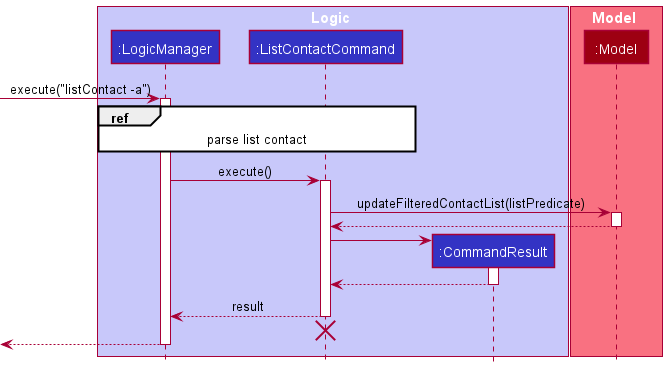 Logic
Model
:LogicManager
:ListContactCommand
:Model
execute("listContact -a")
ref
parse list contact
execute()
updateFilteredContactList(listPredicate)
:CommandResult
result